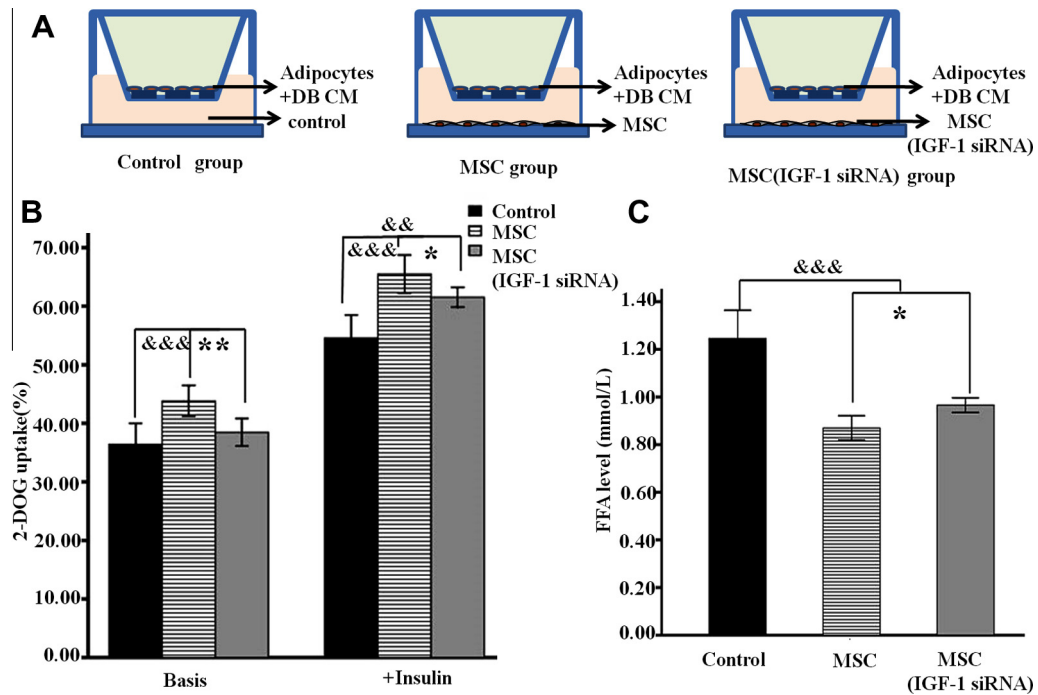 A
Adipocytes
+DB CM
control
Control group
Adipocytes
+DB CM
MSC
MSC group
Adipocytes
+DB CM
MSC
(IGF-1 siRNA)
MSC(IGF-1 siRNA) group
B
Control
MSC
MSC
(IGF-1 siRNA)
2-DOG uptake(%)
70.00
60.00
50.00
40.00
30.00
20.00
10.00
0.00
&&& **
&&
&&& *
Basis
+Insulin
C
FFA level (mmol/L)
1.40
1.20
1.00
0.80
0.60
0.40
0.20
0.00
&&&
*
Control
MSC
MSC
(IGF-1 siRNA)